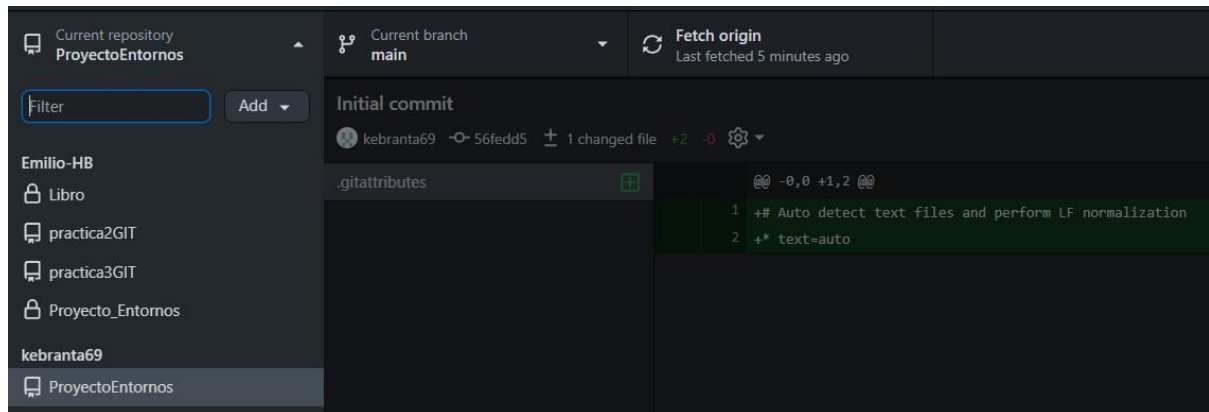 Current repository
ProyectoEntornos
Current branch
main
Fetch origin
Last fetched 5 minutes ago
Filter
Add
Emilio-HB
Libro
practica2GIT
practica3GIT
Proyecto_Entornos
kebranta69
ProyectoEntornos
Initial commit
kebranta69 56fedd5 1 changed file +2 -0
.gitattributes
@@ -0,0 +1,2 @@
1 +# Auto detect text files and perform LF normalization
2 +* text=auto